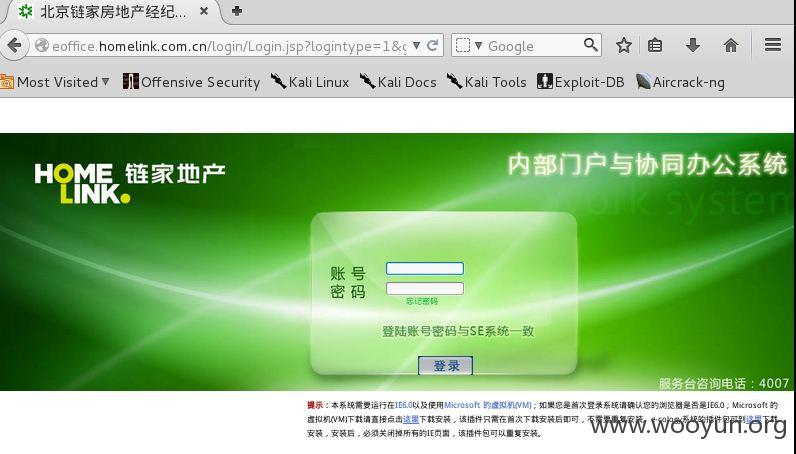 北京链家房地产经纪...
eoffice.homelink.com.cn/login/Login.jsp?logintype=1&g
Google
Most Visited
Offensive Security
Kali Linux
Kali Docs
Kali Tools
Exploit-DB
Aircrack-ng
HOME LINK. 链家地产
内部门户与协同办公系统
work system
账 号
密 码
忘记密码
登陆账号密码与SE系统一致
登 录
服务台咨询电话：4007
提示：本系统需要运行在IE6.0以及使用Microsoft 的虚拟机(VM)；如果您是首次登录系统请确认您的浏览器是否是IE6.0；Microsoft 的
虚拟机(VM)下载请直接点击这里下载安装，该插件只需在首次下载安装后即可，不需要重复安装。e-cology系统的插件包可到这里下载
安装，安装后，必须关闭掉所有的IE页面，该插件包可以重复安装。
www.wooyun.org